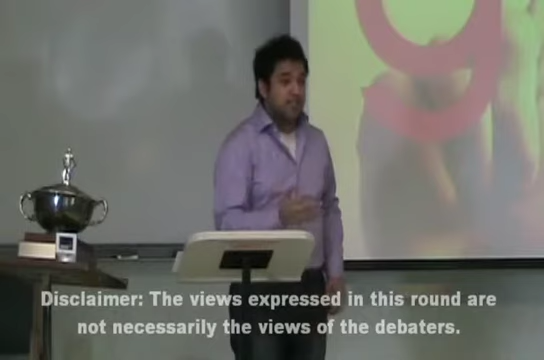 Disclaimer: The views expressed in this round are
not necessarily the views of the debaters.